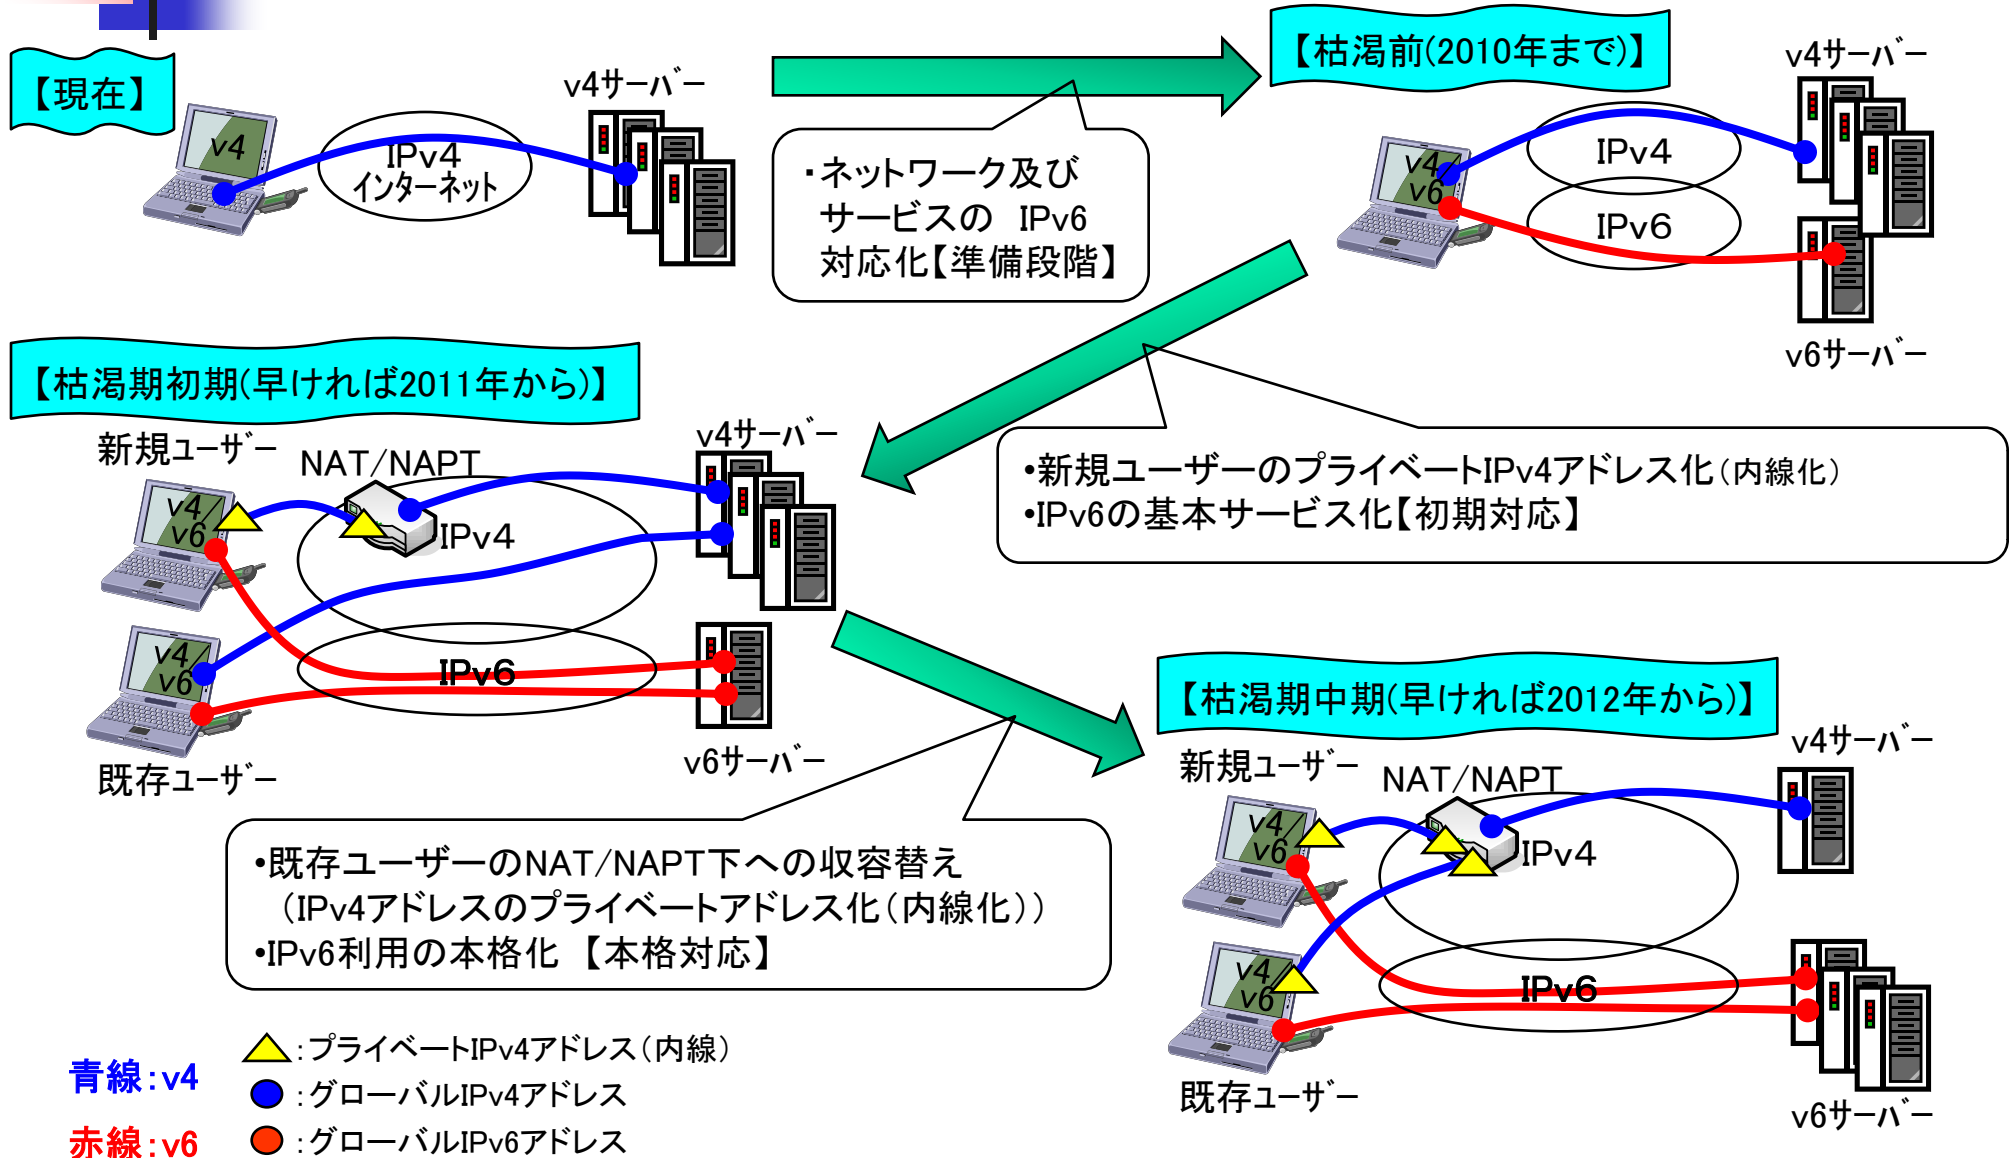 【現在】
v4サーバー
v4
IPv4
インターネット
・ネットワーク及び
サービスの IPv6
対応化【準備段階】
【枯渇前(2010年まで)】
v4サーバー
v4/
v6
IPv4
IPv6
v6サーバー
【枯渇期初期(早ければ2011年から)】
新規ユーザー
NAT/NAPT
v4サーバー
v4/
v6
IPv4
v4/
v6
IPv6
既存ユーザー
v6サーバー
•新規ユーザーのプライベートIPv4アドレス化(内線化)
•IPv6の基本サービス化【初期対応】
•既存ユーザーのNAT/NAPT下への収容替え
(IPv4アドレスのプライベートアドレス化(内線化))
•IPv6利用の本格化 【本格対応】
【枯渇期中期(早ければ2012年から)】
新規ユーザー
NAT/NAPT
v4サーバー
v4/
v6
IPv4
v4/
v6
IPv6
既存ユーザー
v6サーバー
青線:v4
赤線:v6
:プライベートIPv4アドレス(内線)
:グローバルIPv4アドレス
:グローバルIPv6アドレス